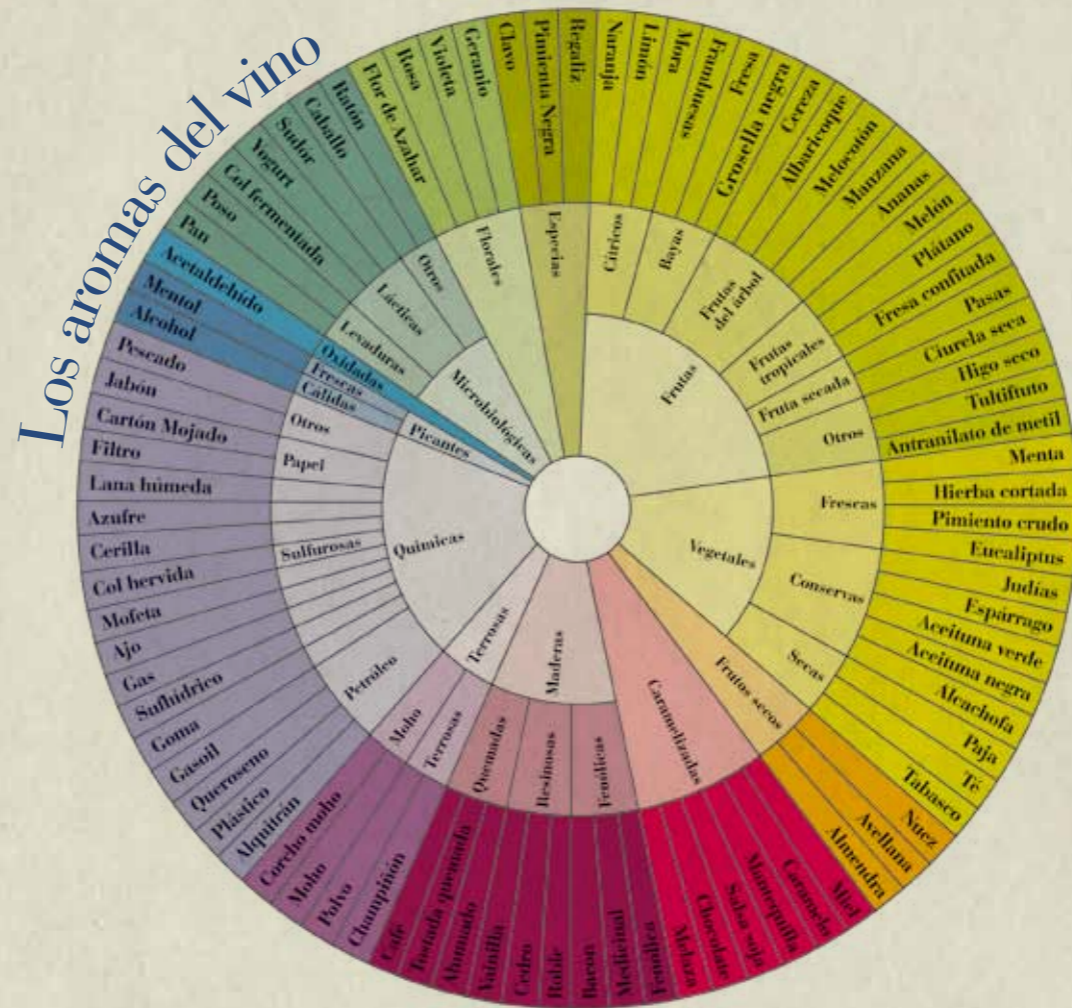 Los aromas del vino
Frutas
Cítricos
Naranja
Limón
Bayas
Mora
Frambuesas
Fresa
Grosella negra
Frutas
del árbol
Cereza
Albaricoque
Melocotón
Manzana
Frutas
tropicales
Ananas
Melón
Plátano
Fruta secada
Fresa confitada
Pasas
Ciurela seca
Higo seco
Otros
Tultifuto
Antranilato de metil
Vegetales
Frescas
Menta
Hierba cortada
Pimiento crudo
Eucaliptus
Conservas
Judías
Espárrago
Aceituna verde
Aceituna negra
Alcachofa
Secas
Paja
Té
Tabasco
Frutos secos
Nuez
Avellana
Almendra
Caramelizadas
Miel
Caramelo
Mantequilla
Salsa soja
Chocolate
Melaza
Maderas
Fenólicas
Fenólica
Medicinal
Bacon
Resinosas
Roble
Cedro
Vainilla
Quemadas
Ahumado
Tostada quemada
Café
Terrosas
Terrosas
Champiñón
Polvo
Moho
Moho
Corcho moho
Químicas
Petróleo
Alquitrán
Plástico
Queroseno
Gasoil
Goma
Sulfhídrico
Gas
Ajo
Mofeta
Sulfurosas
Col hervida
Cerilla
Azufre
Lana húmeda
Papel
Filtro
Cartón Mojado
Otros
Jabón
Pescado
Picantes
Cálidas
Alcohol
Frescas
Mentol
Oxidadas
Acetaldehído
Microbiológicas
Levaduras
Pan
Poso
Lácticas
Col fermentada
Yogurt
Sudór
Otros
Caballo
Ratón
Florales
Flor de Azahar
Rosa
Violeta
Geranio
Especias
Clavo
Pimienta Negra
Regaliz